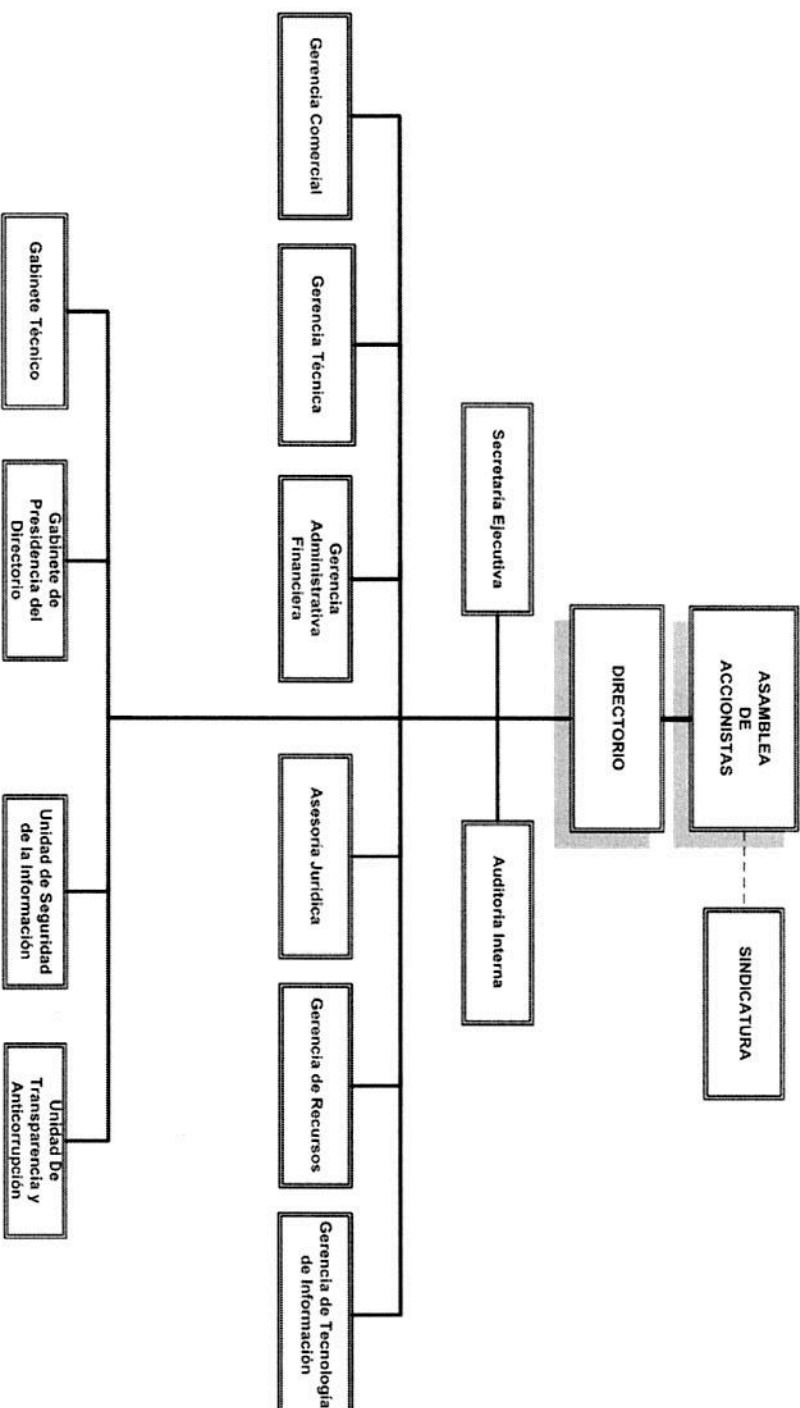 ASAMBLEA
DE
ACCIONISTAS
SINDICATURA
DIRECTORIO
Secretaría Ejecutiva
Auditoria Interna
Gerencia Comercial
Gerencia Técnica
Gerencia
Administrativa
Financiera
Asesoría Jurídica
Gerencia de Recursos
Gerencia de Tecnología
de Información
Gabinete Técnico
Gabinete de
Presidencia del
Directorio
Unidad de Seguridad
de la Información
Unidad De
Transparencia y
Anticorrupción